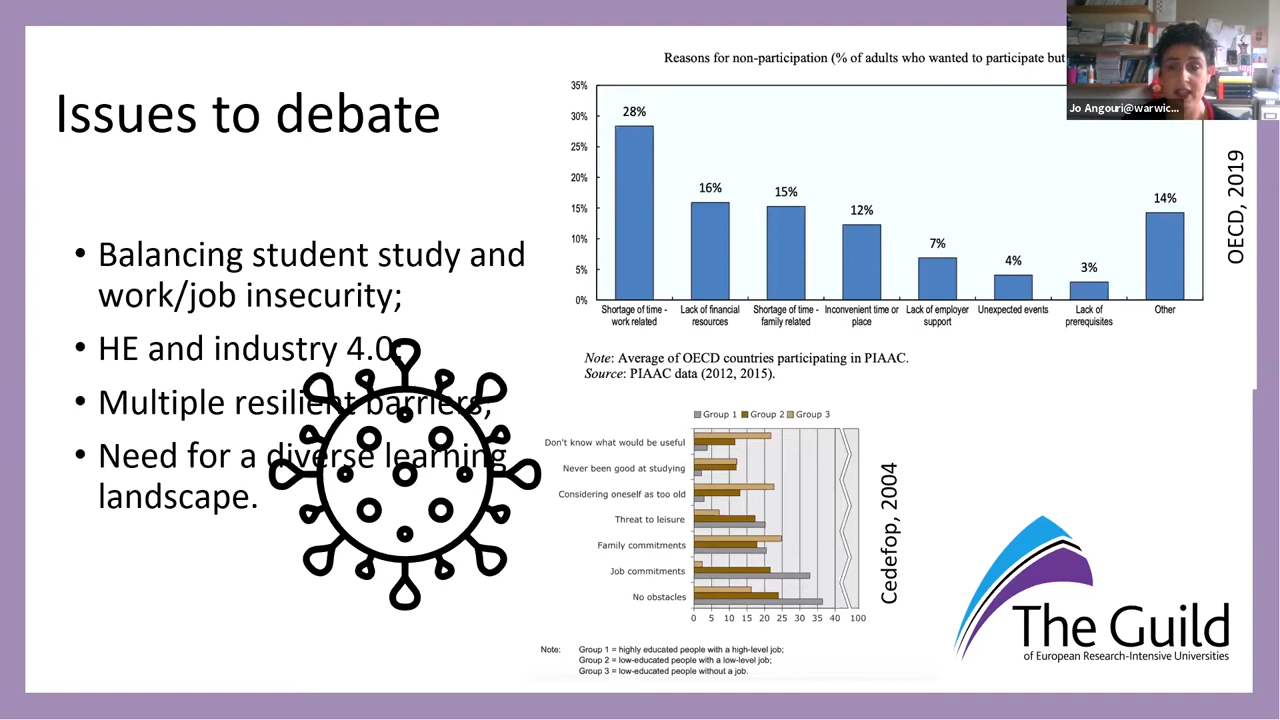 Issues to debate
• Balancing student study and
work/job insecurity;
• HE and industry 4.0;
• Multiple resilient barriers;
• Need for a diverse learning
landscape.
Reasons for non-participation (% of adults who wanted to participate but
35%
30%
25%
20%
15%
10%
5%
0%
28%
16%
15%
12%
7%
4%
3%
14%
Shortage of time -
work related
Lack of financial
resources
Shortage of time -
family related
Inconvenient time or
place
Lack of employer
support
Unexpected events
Lack of
prerequisites
Other
Note: Average of OECD countries participating in PIAAC.
Source: PIAAC data (2012, 2015).
OECD, 2019
Jo Angouri@warwic...
Group 1 Group 2 Group 3
Don't know what would be useful
Never been good at studying
Considering oneself as too old
Threat to leisure
Family commitments
Job commitments
No obstacles
0 5 10 15 20 25 30 35 40 100
Note: Group 1 = highly educated people with a high-level job;
Group 2 = low-educated people with a low-level job;
Group 3 = low-educated people without a job.
Cedefop, 2004
The Guild
of European Research-Intensive Universities